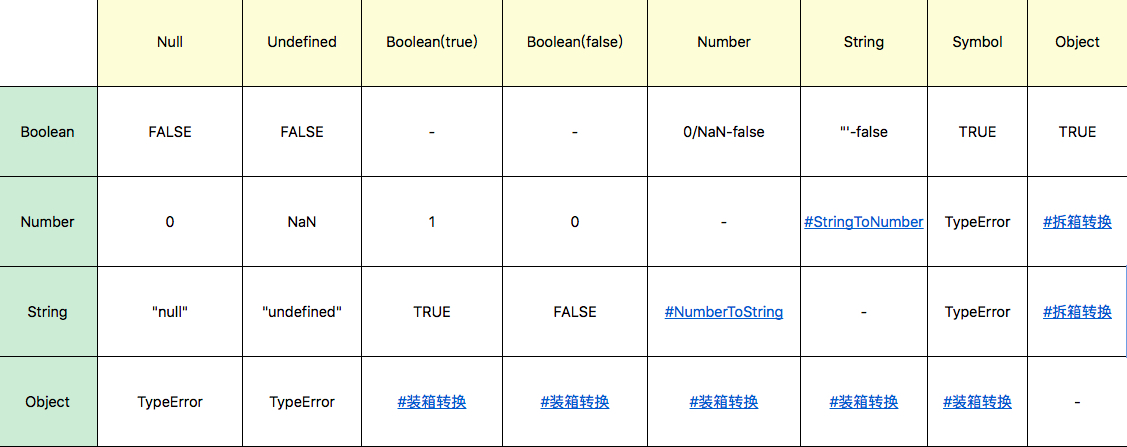 Null Undefined Boolean(true) Boolean(false) Number String Symbol Object
Boolean FALSE FALSE - - 0/NaN-false "'-false TRUE TRUE
Number 0 NaN 1 0 - #StringToNumber TypeError #拆箱转换
String "null" "undefined" TRUE FALSE #NumberToString - TypeError #拆箱转换
Object TypeError TypeError #装箱转换 #装箱转换 #装箱转换 #装箱转换 #装箱转换 -